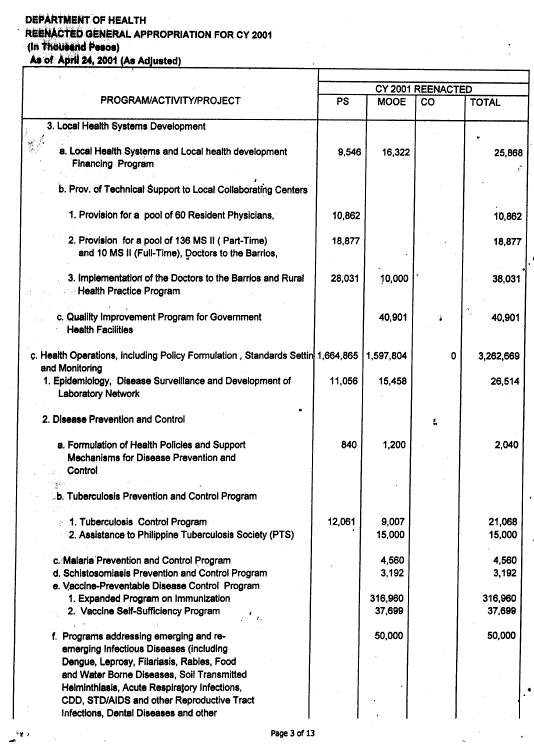 DEPARTMENT OF HEALTH
REENACTED GENERAL APPROPRIATION FOR CY 2001
(In Thousand Pesos)
As of April 24, 2001 (As Adjusted)
CY 2001 REENACTED
PROGRAM/ACTIVITY/PROJECT PS MOOE CO TOTAL
3. Local Health Systems Development
a. Local Health Systems and Local health development 9,546 16,322 25,868
Financing Program
b. Prov. of Technical Support to Local Collaborating Centers
1. Provision for a pool of 60 Resident Physicians, 10,862 10,862
2. Provision for a pool of 136 MS II ( Part-Time) 18,877 18,877
and 10 MS II (Full-Time), Doctors to the Barrios,
3. Implementation of the Doctors to the Barrios and Rural 28,031 10,000 38,031
Health Practice Program
c. Quality Improvement Program for Government 40,901 40,901
Health Facilities
c. Health Operations, including Policy Formulation , Standards Settin 1,664,865 1,597,804 0 3,262,669
and Monitoring
1. Epidemiology, Disease Surveillance and Development of 11,056 15,458 26,514
Laboratory Network
2. Disease Prevention and Control
a. Formulation of Health Policies and Support 840 1,200 2,040
Mechanisms for Disease Prevention and
Control
b. Tuberculosis Prevention and Control Program
1. Tuberculosis Control Program 12,061 9,007 21,068
2. Assistance to Philippine Tuberculosis Society (PTS) 15,000 15,000
c. Malaria Prevention and Control Program 4,560 4,560
d. Schistosomiasis Prevention and Control Program 3,192 3,192
e. Vaccine-Preventable Disease Control Program
1. Expanded Program on Immunization 316,960 316,960
2. Vaccine Self-Sufficiency Program 37,699 37,699
f. Programs addressing emerging and re- 50,000 50,000
emerging Infectious Diseases (including
Dengue, Leprosy, Filariasis, Rabies, Food
and Water Borne Diseases, Soil Transmitted
Helminthiasis, Acute Respiratory Infections,
CDD, STD/AIDS and other Reproductive Tract
Infections, Dental Diseases and other
Page 3 of 13